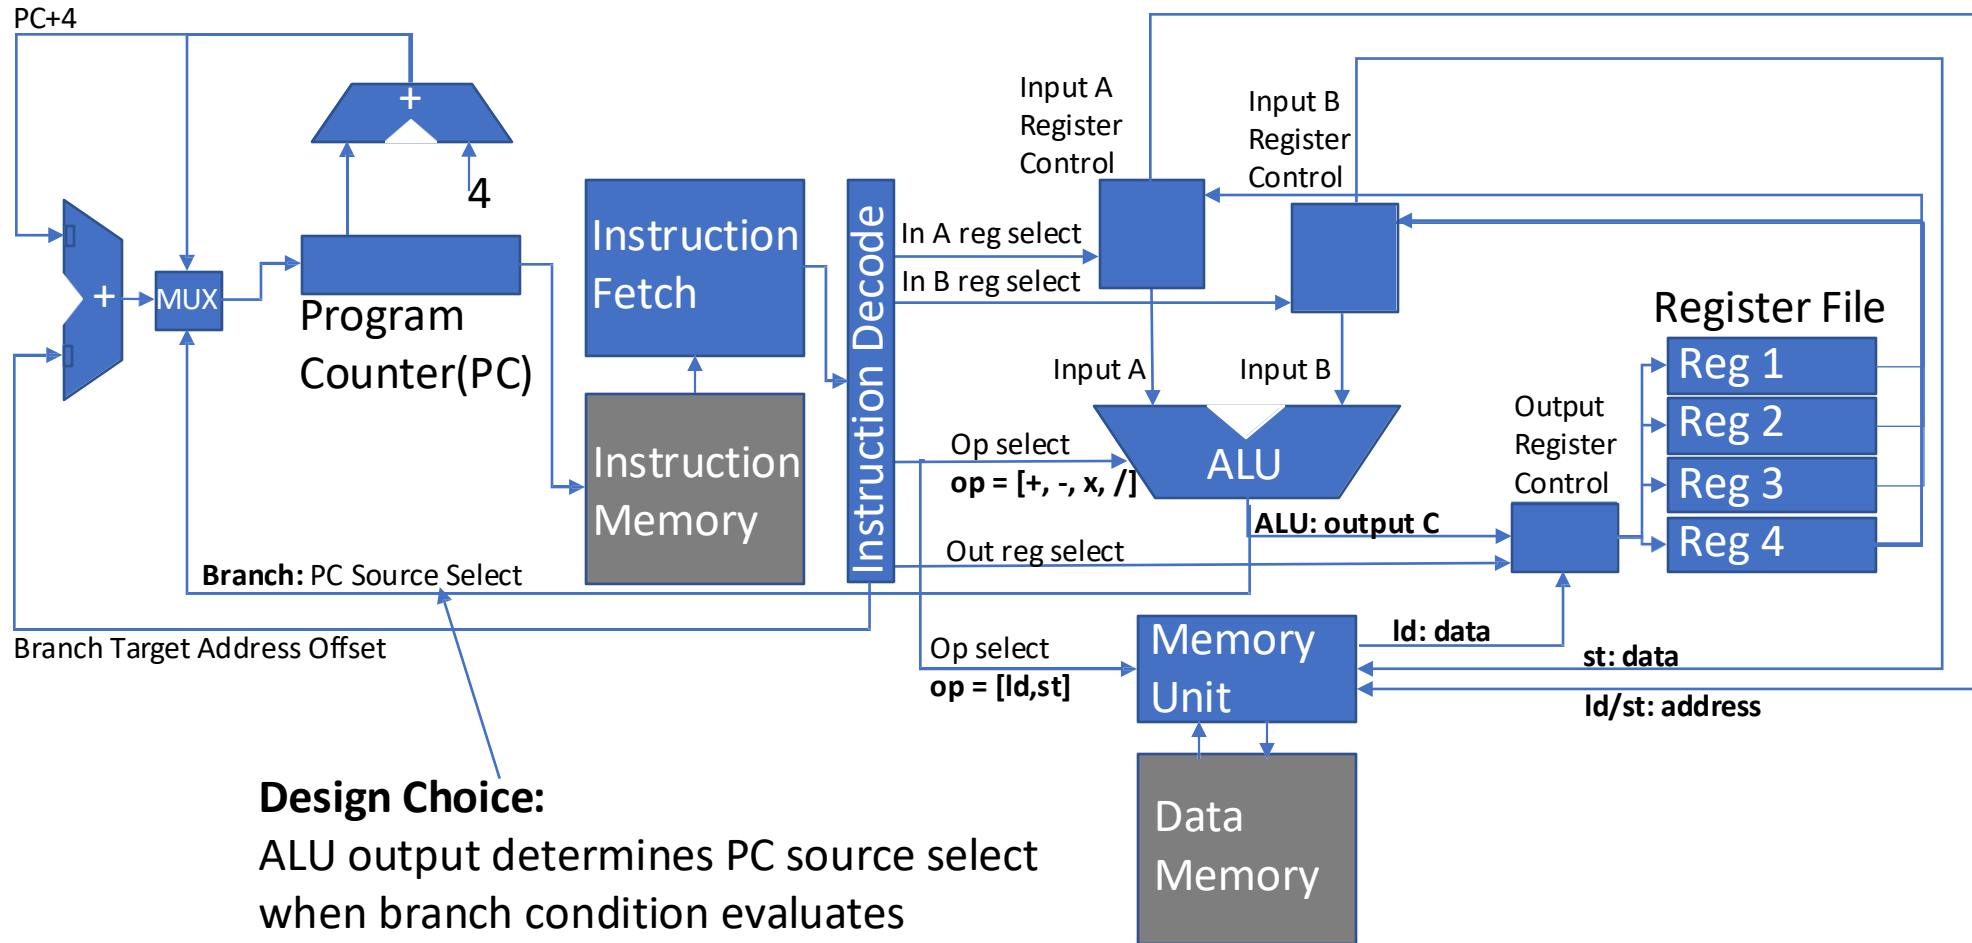 PC+4
+
4
+
MUX
Program
Counter(PC)
Instruction
Fetch
Instruction
Memory
Instruction Decode
Input A
Register
Control
Input B
Register
Control
In A reg select
In B reg select
Input A
Input B
Op select
op = [+, -, x, /]
ALU
ALU: output C
Out reg select
Output
Register
Control
Register File
Reg 1
Reg 2
Reg 3
Reg 4
Branch: PC Source Select
Branch Target Address Offset
Op select
op = [ld,st]
Memory
Unit
ld: data
st: data
ld/st: address
Data
Memory
Design Choice:
ALU output determines PC source select
when branch condition evaluates